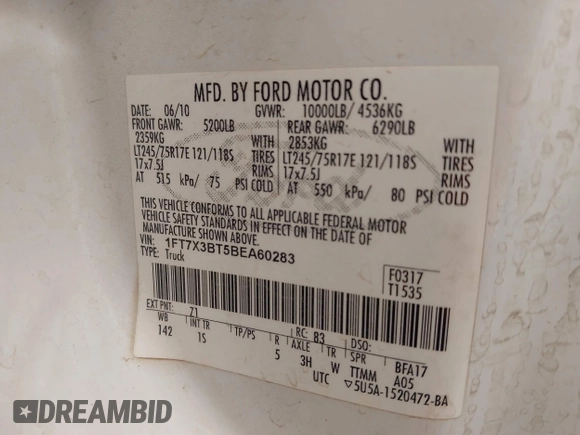 MFD. BY FORD MOTOR CO.
DATE: 06/10 GVWR: 10000LB/ 4536KG
FRONT GAWR: 5200LB REAR GAWR: 6290LB
2359KG WITH 2853KG WITH
LT245/75R17E 121/118S TIRES LT245/75R17E 121/118S TIRES
17x7.5J RIMS 17x7.5J RIMS
AT 515 kPa/ 75 PSI COLD AT 550 kPa/ 80 PSI COLD
THIS VEHICLE CONFORMS TO ALL APPLICABLE FEDERAL MOTOR
VEHICLE SAFETY STANDARDS IN EFFECT ON THE DATE OF
MANUFACTURE SHOWN ABOVE.
VIN: 1FT7X3BT5BEA60283
TYPE: Truck
F0317
T1535
EXT PNT: Z1 RC: 83 DSO:
WB INT TR TP/PS R AXLE TR SPR BFA17
142 1S 5 3H W TTMM A05
UTC ▽5U5A-1520472-BA
Ford
DREAMBID